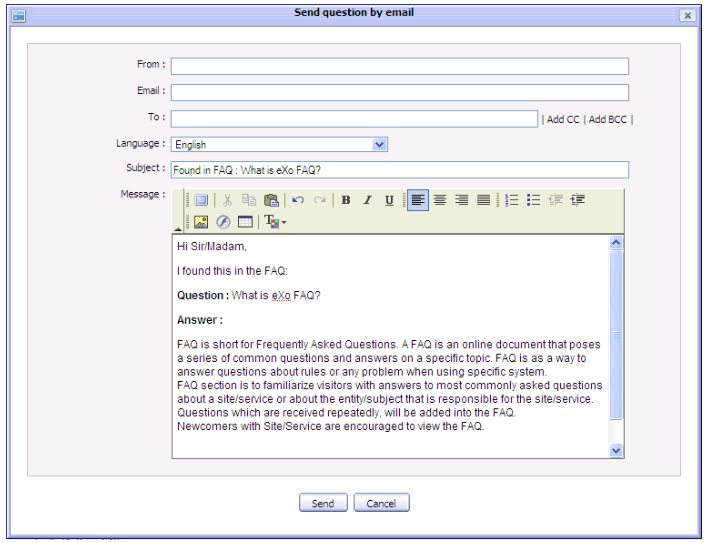 Send question by email
From :
Email :
To :
| Add CC | Add BCC |
Language : English
Subject : Found in FAQ : What is eXo FAQ?
Message :
B I U
T
Hi Sir/Madam,
I found this in the FAQ:
Question : What is eXo FAQ?
Answer :
FAQ is short for Frequently Asked Questions. A FAQ is an online document that poses
a series of common questions and answers on a specific topic. FAQ is as a way to
answer questions about rules or any problem when using specific system.
FAQ section is to familiarize visitors with answers to most commonly asked questions
about a site/service or about the entity/subject that is responsible for the site/service.
Questions which are received repeatedly, will be added into the FAQ.
Newcomers with Site/Service are encouraged to view the FAQ.
Send Cancel